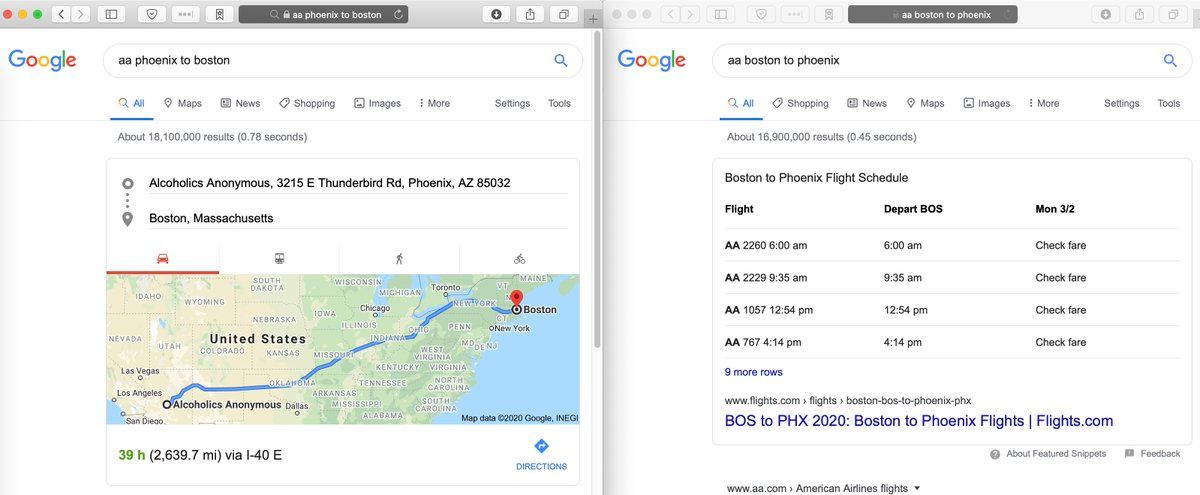 aa phoenix to boston
Google
aa phoenix to boston
All Maps News Shopping Images More Settings Tools
About 18,100,000 results (0.78 seconds)
Alcoholics Anonymous, 3215 E Thunderbird Rd, Phoenix, AZ 85032
Boston, Massachusetts
MAINE
SOUTH DAKOTA
WISCONSIN
VT
Toronto
IDAHO
MICHIGAN
NEW YORK
WYOMING
Chicago
Boston
IOWA
CT
NEBRASKA
PENN
New York
ILLINOIS
OHIO
NEVADA
United States
INDIANA
MD
DE
NJ
UTAH
COLORADO
KANSAS
MISSOURI
WEST VIRGINIA
KENTUCKY
VIRGINIA
Las Vegas
OKLAHOMA
TENNESSEE
NORTH CAROLINA
Los Angeles
ARKANSAS
Alcoholics Anonymous
Dallas
MISSISSIPPI
SOUTH CAROLINA
ALABAMA
San Diego
Map data ©2020 Google, INEGI
39 h (2,639.7 mi) via I-40 E
DIRECTIONS
aa boston to phoenix
Google
aa boston to phoenix
All Shopping News Maps Images More Settings Tools
About 16,900,000 results (0.45 seconds)
Boston to Phoenix Flight Schedule
Flight Depart BOS Mon 3/2
AA 2260 6:00 am 6:00 am Check fare
AA 2229 9:35 am 9:35 am Check fare
AA 1057 12:54 pm 12:54 pm Check fare
AA 767 4:14 pm 4:14 pm Check fare
9 more rows
www.flights.com › flights › boston-bos-to-phoenix-phx
BOS to PHX 2020: Boston to Phoenix Flights | Flights.com
About Featured Snippets Feedback
www.aa.com › American Airlines flights